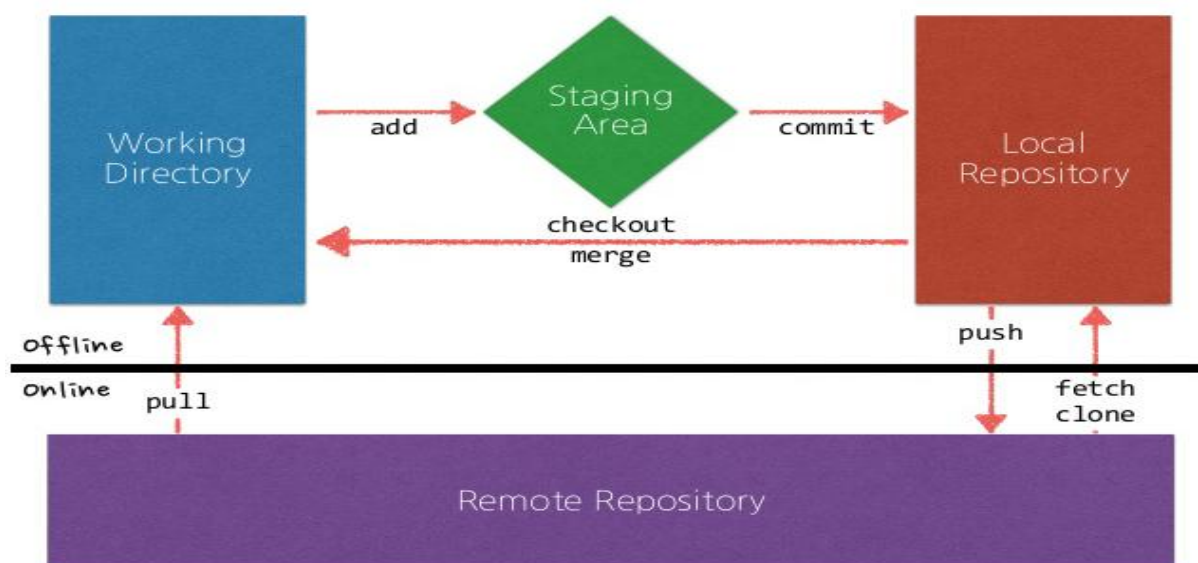 Staging
Area
add
commit
Working
Directory
Local
Repository
checkout
merge
Offline
push
Online
pull
fetch
clone
Remote Repository